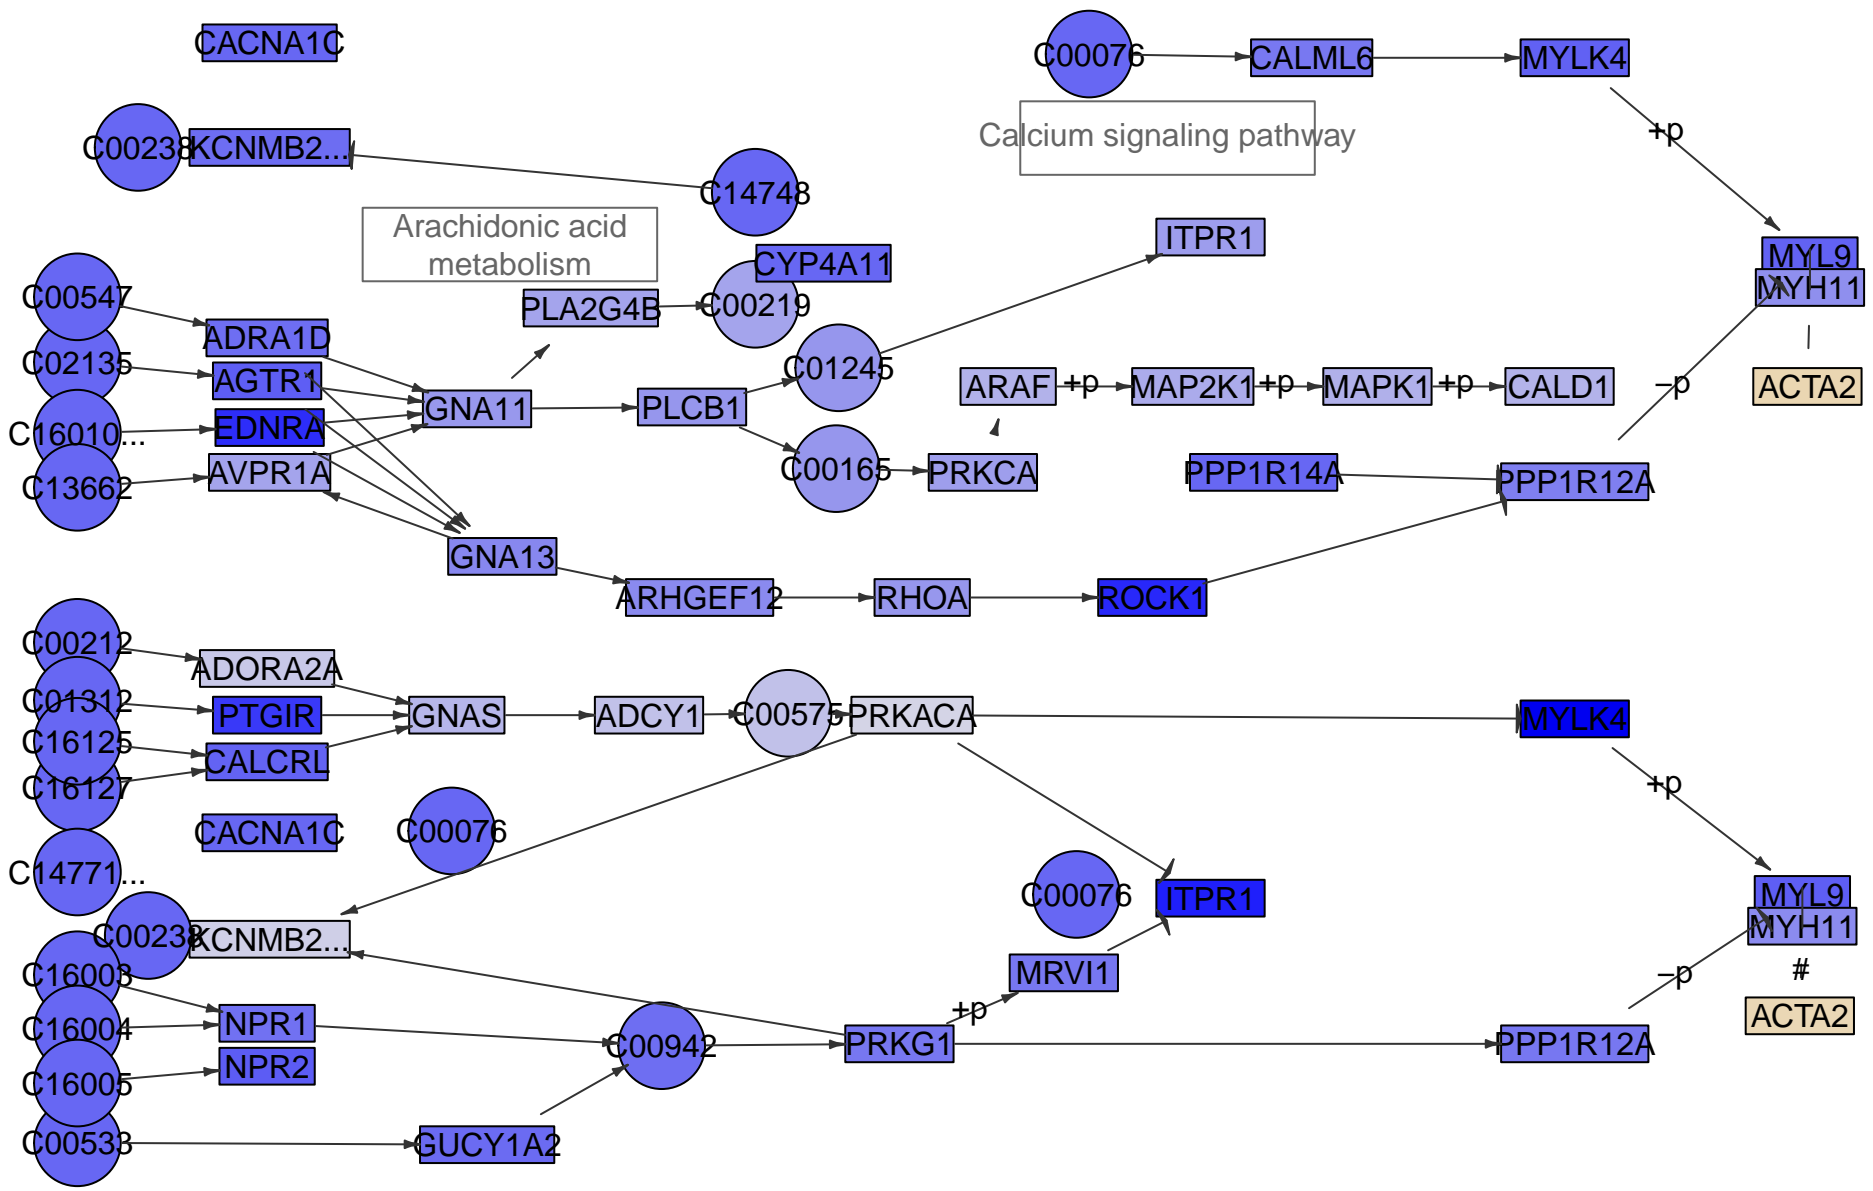 CACNA1C
C00076
CALML6
MYLK4
Calcium signaling pathway
+p
C00238
KCNMB2...
C14748
Arachidonic acid
metabolism
ITPR1
MYL9
MYH11
CYP4A11
C00547
PLA2G4B
C00219
ADRA1D
C02135
AGTR1
C01245
ARAF
+p
MAP2K1
+p
MAPK1
+p
CALD1
−p
ACTA2
GNA11
PLCB1
C16010...
EDNRA
C13662
AVPR1A
C00165
PRKCA
PPP1R14A
PPP1R12A
GNA13
ARHGEF12
RHOA
ROCK1
C00212
ADORA2A
C01312
PTGIR
GNAS
ADCY1
C00575
PRKACA
MYLK4
C16125
CALCRL
C16127
+p
CACNA1C
C00076
C14771...
C00076
ITPR1
MYL9
MYH11
C00238
KCNMB2...
C16003
MRVI1
−p
#
+p
ACTA2
C16004
NPR1
C00942
PRKG1
PPP1R12A
NPR2
C16005
C00533
GUCY1A2